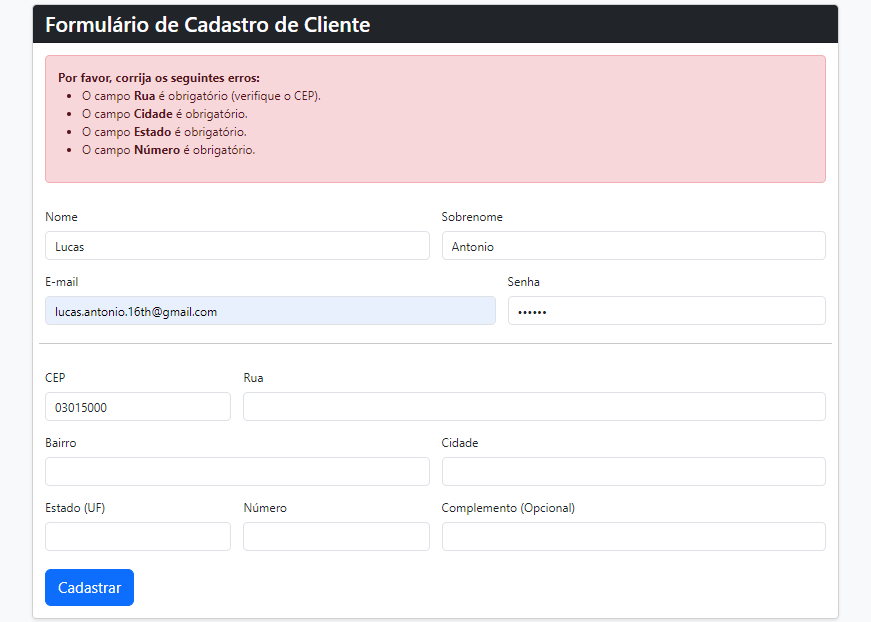 Formulário de Cadastro de Cliente
Por favor, corrija os seguintes erros:
• O campo Rua é obrigatório (verifique o CEP).
• O campo Cidade é obrigatório.
• O campo Estado é obrigatório.
• O campo Número é obrigatório.
Nome Sobrenome
Lucas Antonio
E-mail Senha
lucas.antonio.16th@gmail.com ••••••
CEP Rua
03015000
Bairro Cidade
Estado (UF) Número Complemento (Opcional)
Cadastrar